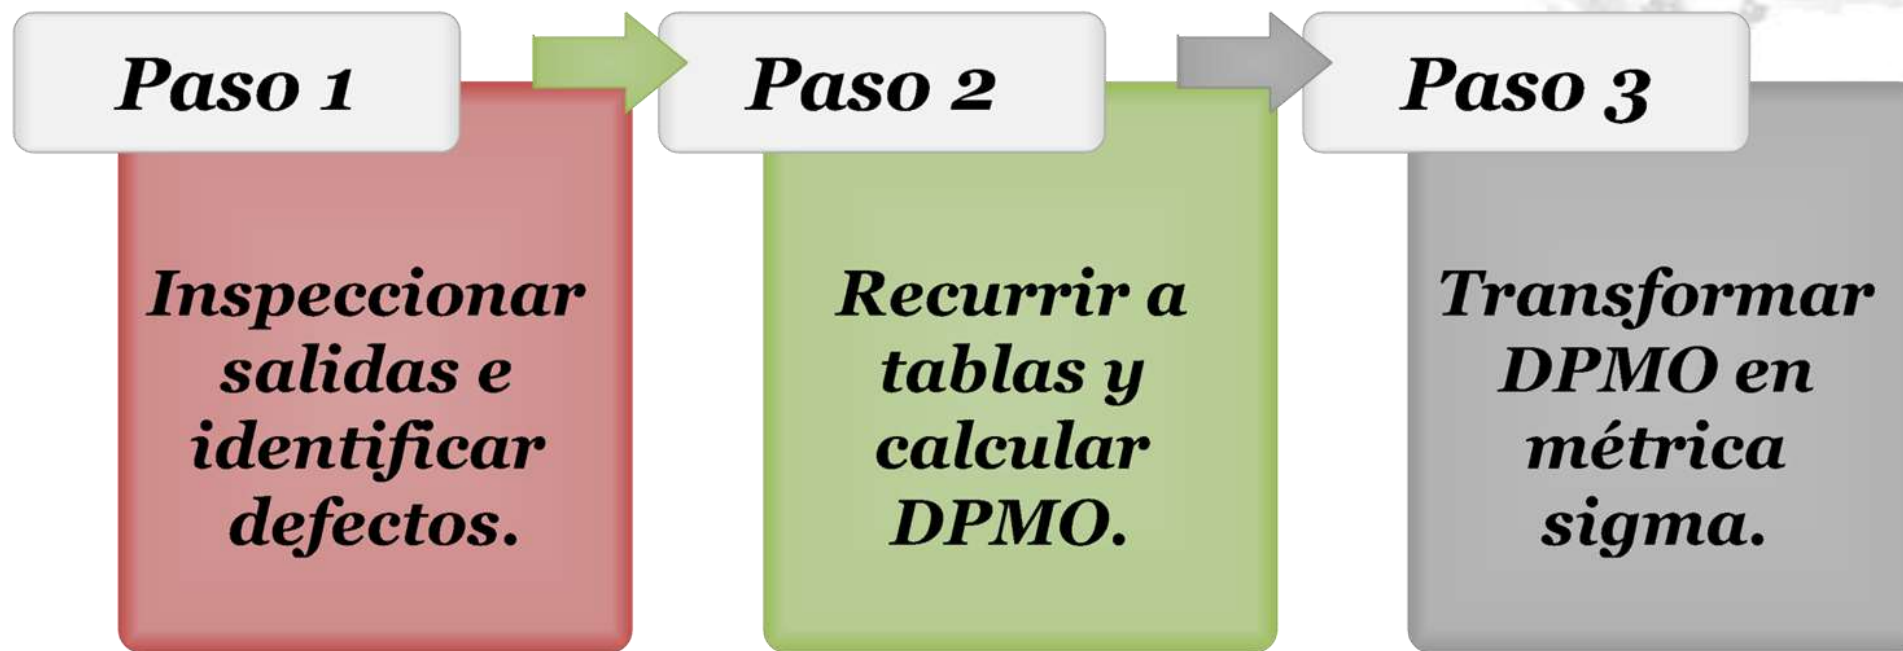 Paso 1
Inspeccionar
salidas e
identificar
defectos.
Paso 2
Recurrir a
tablas y
calcular
DPMO.
Paso 3
Transformar
DPMO en
métrica
sigma.